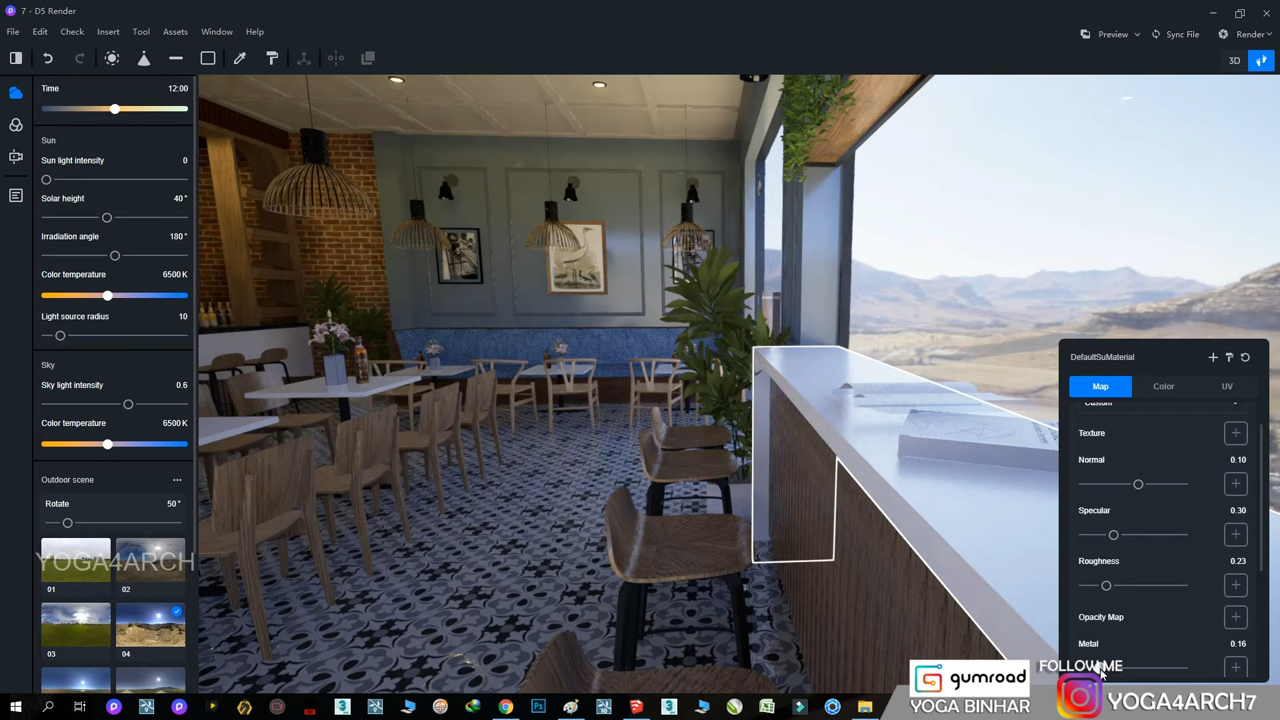 7 - D5 Render
File
Edit
Check
Insert
Tool
Assets
Window
Help
Preview
Sync File
Render
3D
Time 12:00
Sun
Sun light intensity 0
Solar height 40°
Irradiation angle 180°
Color temperature 6500 K
Light source radius 10
Sky
Sky light intensity 0.6
Color temperature 6500 K
Outdoor scene
Rotate 50°
YOGA4ARCH
01
02
03
04
DefaultSuMaterial
Map
Color
UV
Custom
Texture
Normal 0.10
Specular 0.30
Roughness 0.23
Opacity Map
Metal 0.16
FOLLOW ME
gumroad
YOGA BINHAR
YOGA4ARCH7